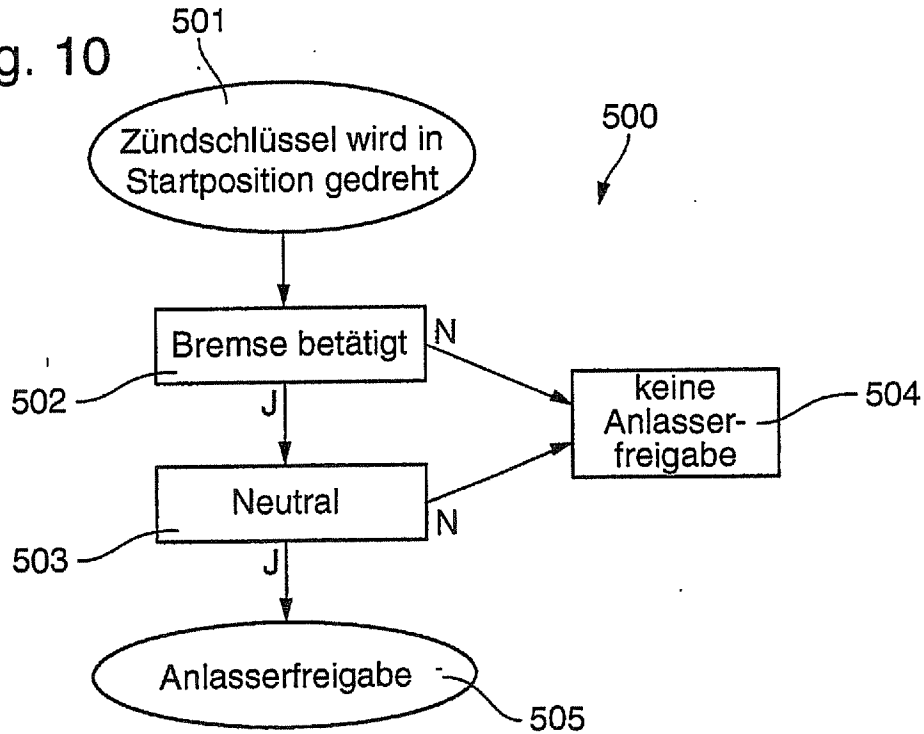 g. 10
501
Zündschlüssel wird in
Startposition gedreht
500
Bremse betätigt
N
502
J
keine
Anlasser-
freigabe
504
Neutral
N
503
J
Anlasserfreigabe
505